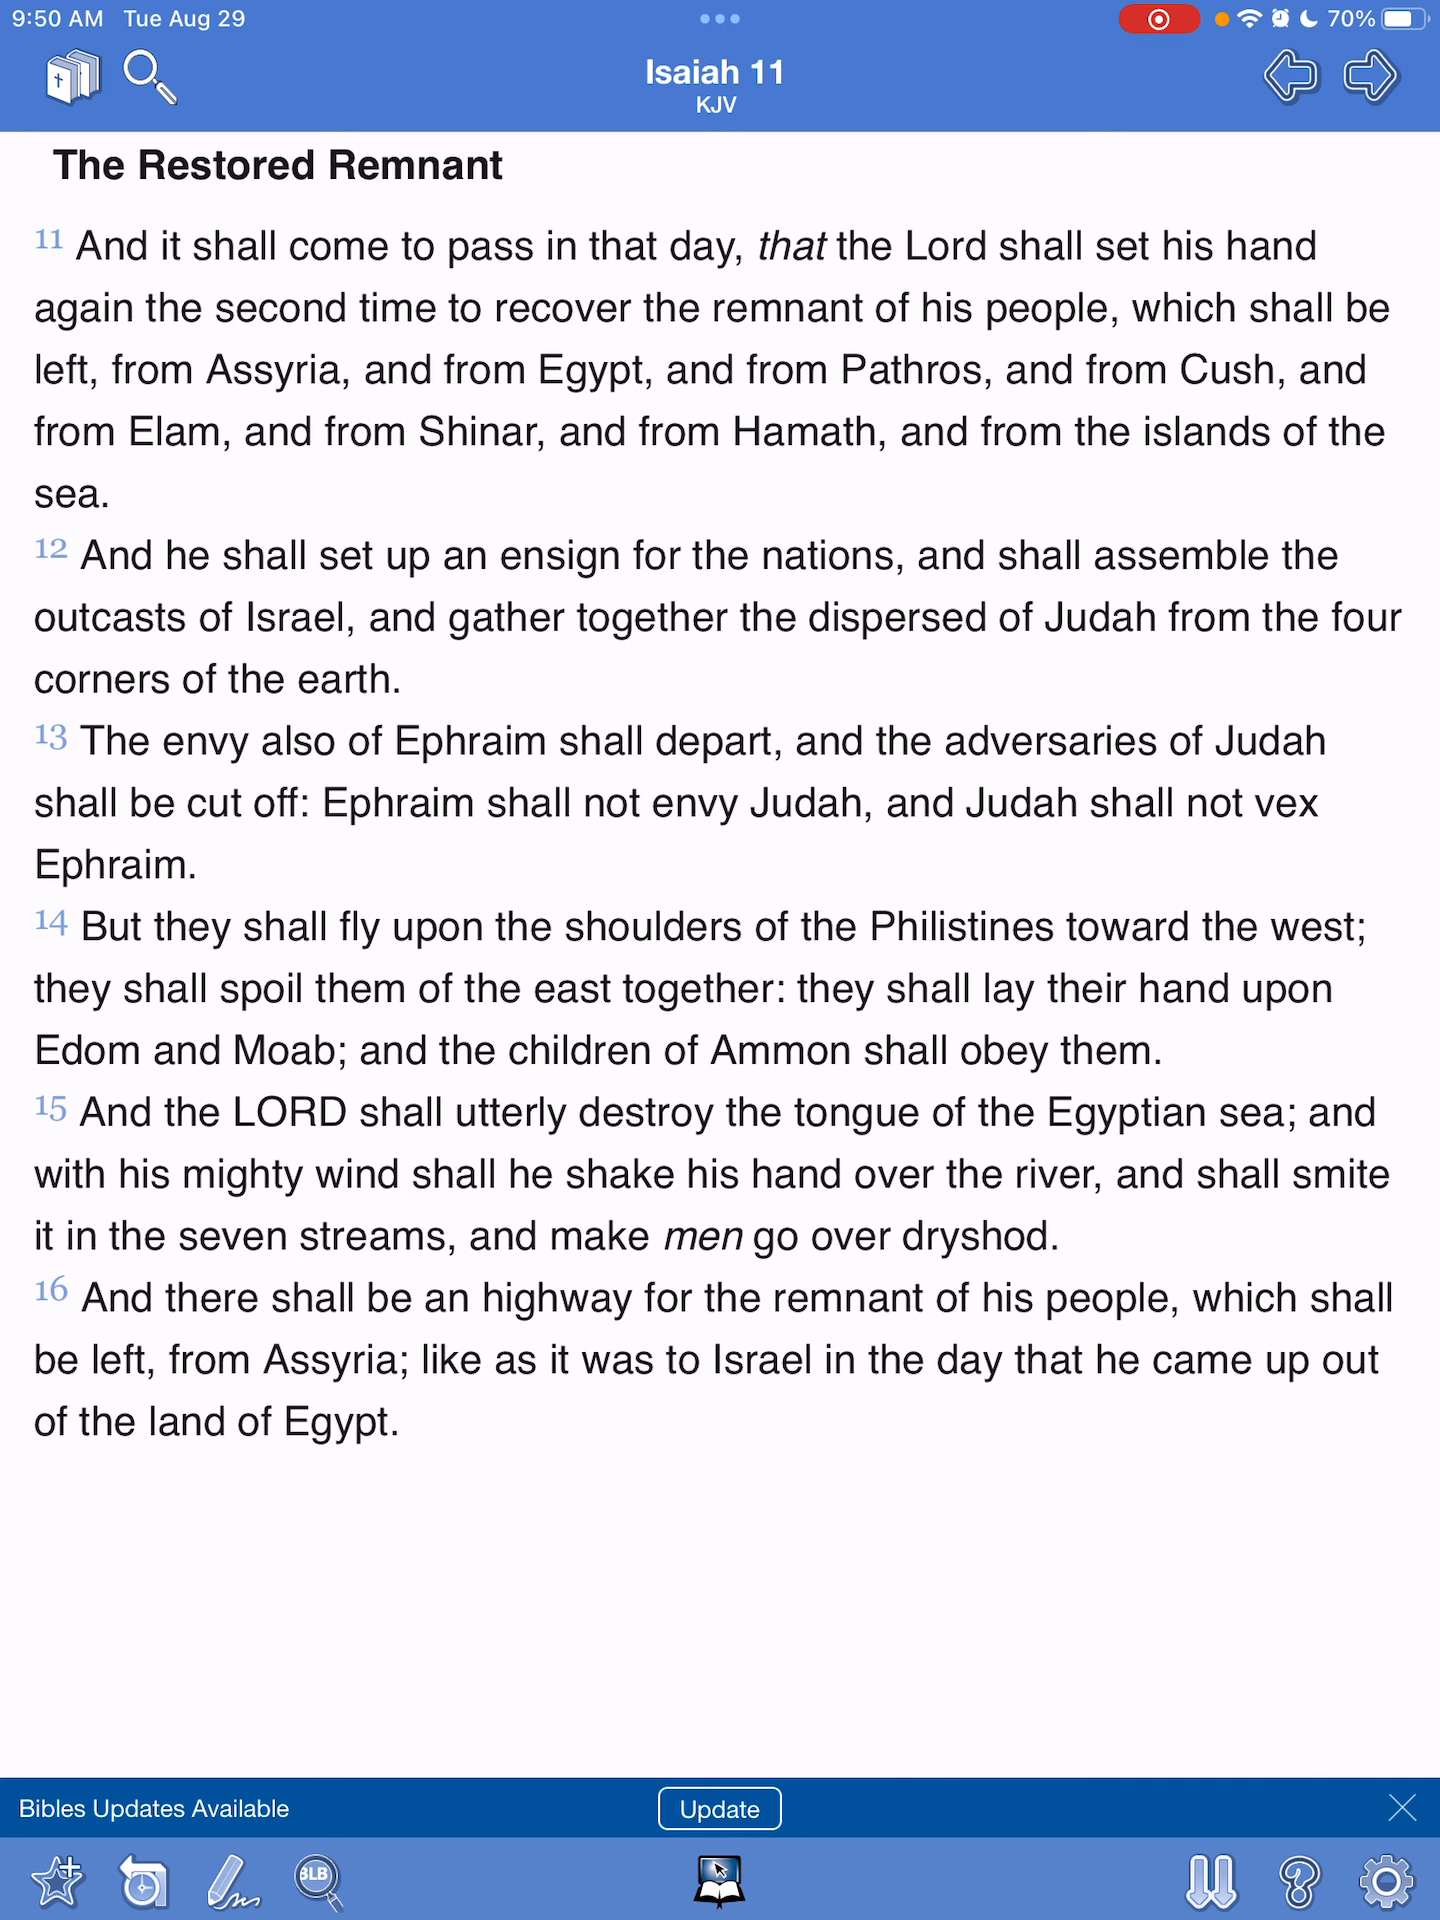 9:50 AM Tue Aug 29
70%
Isaiah 11
KJV
The Restored Remnant
11 And it shall come to pass in that day, that the Lord shall set his hand
again the second time to recover the remnant of his people, which shall be
left, from Assyria, and from Egypt, and from Pathros, and from Cush, and
from Elam, and from Shinar, and from Hamath, and from the islands of the
sea.
12 And he shall set up an ensign for the nations, and shall assemble the
outcasts of Israel, and gather together the dispersed of Judah from the four
corners of the earth.
13 The envy also of Ephraim shall depart, and the adversaries of Judah
shall be cut off: Ephraim shall not envy Judah, and Judah shall not vex
Ephraim.
14 But they shall fly upon the shoulders of the Philistines toward the west;
they shall spoil them of the east together: they shall lay their hand upon
Edom and Moab; and the children of Ammon shall obey them.
15 And the LORD shall utterly destroy the tongue of the Egyptian sea; and
with his mighty wind shall he shake his hand over the river, and shall smite
it in the seven streams, and make men go over dryshod.
16 And there shall be an highway for the remnant of his people, which shall
be left, from Assyria; like as it was to Israel in the day that he came up out
of the land of Egypt.
Bibles Updates Available
Update
BLB